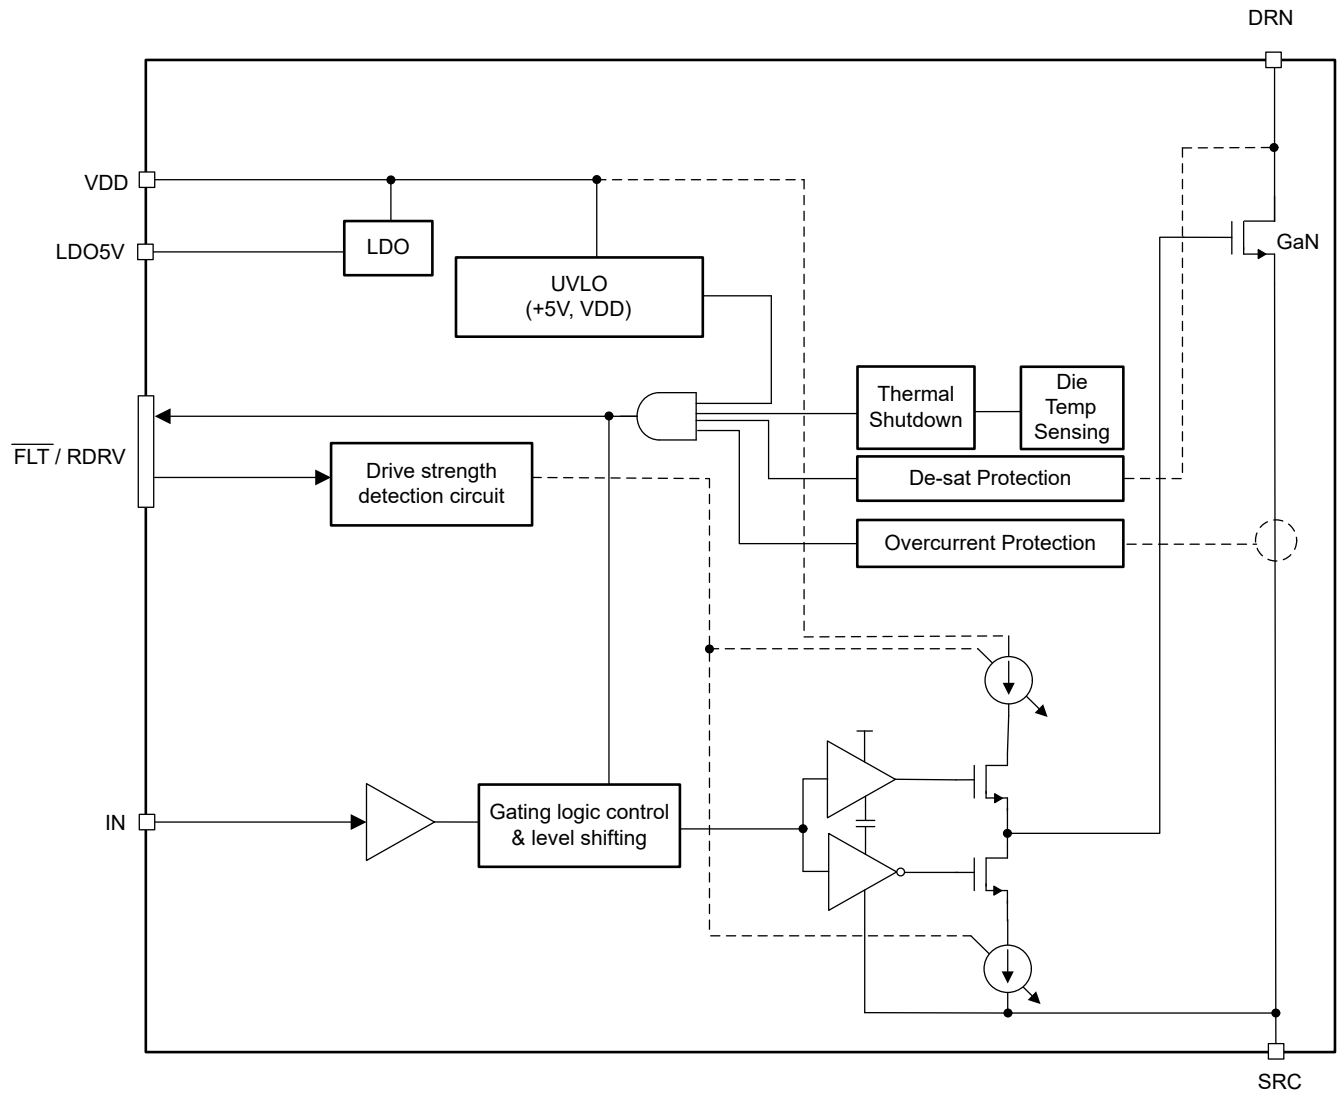 DRN
VDD
LDO5V
LDO
UVLO
(+5V, VDD)
GaN
Thermal
Shutdown
Die
Temp
Sensing
FLT / RDRV
Drive strength
detection circuit
De-sat Protection
Overcurrent Protection
IN
Gating logic control
& level shifting
SRC